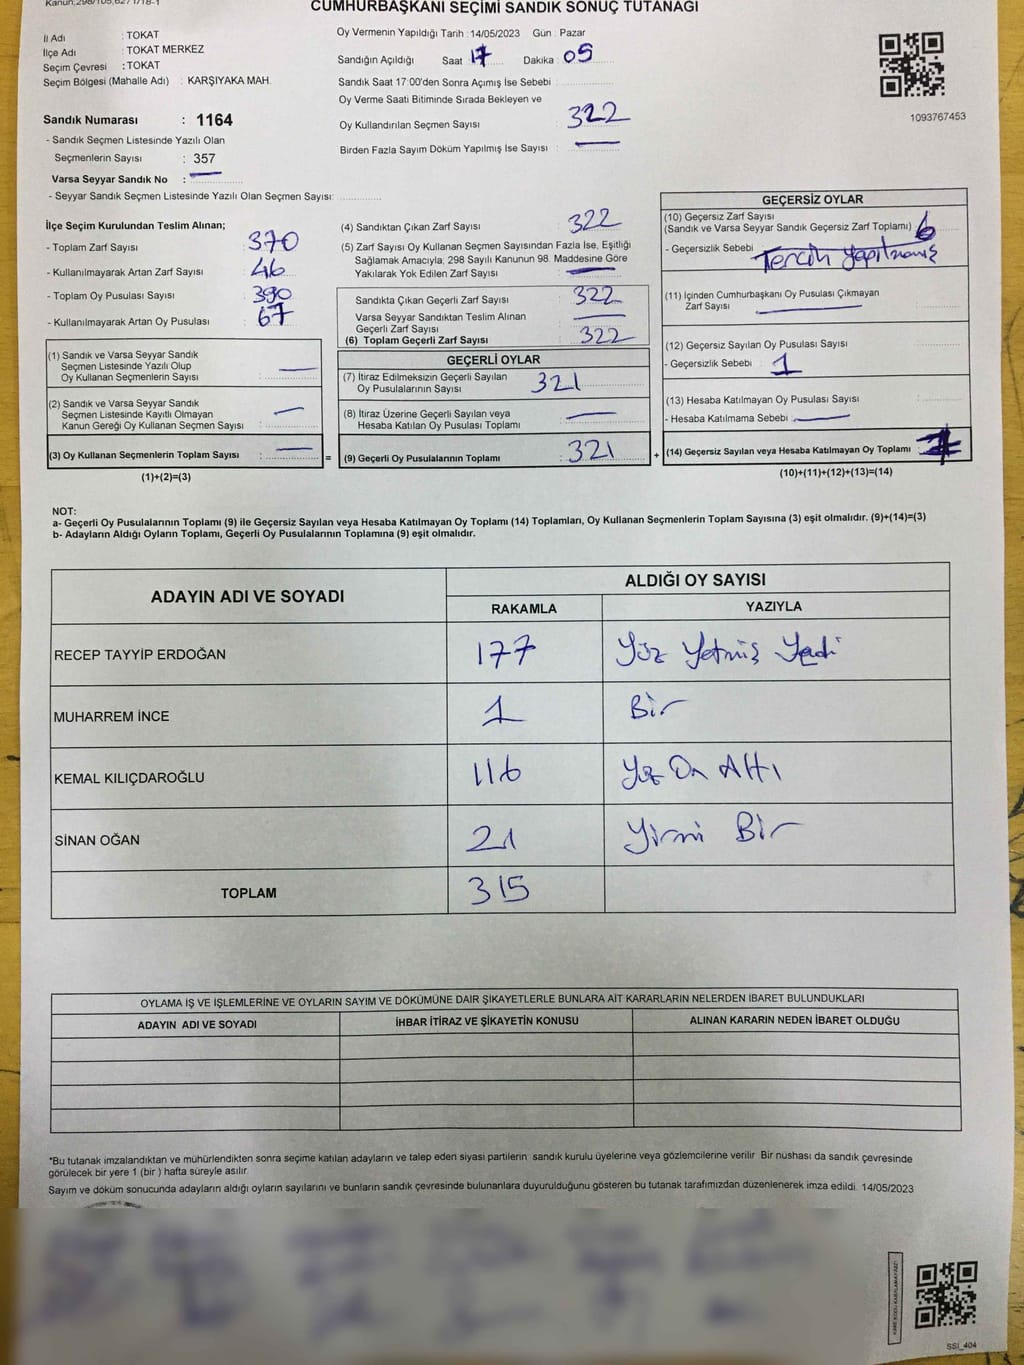 Kanun;298/105,6271/18-1
CUMHURBAŞKANI SEÇİMİ SANDIK SONUÇ TUTANAĞI
İl Adı : TOKAT
İlçe Adı : TOKAT MERKEZ
Seçim Çevresi : TOKAT
Seçim Bölgesi (Mahalle Adı) : KARŞIYAKA MAH.
Oy Vermenin Yapıldığı Tarih : 14/05/2023 Gün : Pazar
Sandığın Açıldığı Saat 17 Dakika : 05
Sandık Saat 17:00'den Sonra Açımış İse Sebebi :
Oy Verme Saati Bitiminde Sırada Bekleyen ve
Oy Kullandırılan Seçmen Sayısı : 322
Birden Fazla Sayım Döküm Yapılmış İse Sayısı : —
1093767453
Sandık Numarası : 1164
- Sandık Seçmen Listesinde Yazılı Olan
Seçmenlerin Sayısı : 357
Varsa Seyyar Sandık No : —
- Seyyar Sandık Seçmen Listesinde Yazılı Olan Seçmen Sayısı:
İlçe Seçim Kurulundan Teslim Alınan;
- Toplam Zarf Sayısı 370
- Kullanılmayarak Artan Zarf Sayısı : 46
- Toplam Oy Pusulası Sayısı : 390
- Kullanılmayarak Artan Oy Pusulası : 67
(1) Sandık ve Varsa Seyyar Sandık
Seçmen Listesinde Yazılı Olup
Oy Kullanan Seçmenlerin Sayısı : —
(2) Sandık ve Varsa Seyyar Sandık
Seçmen Listesinde Kayıtlı Olmayan
Kanun Gereği Oy Kullanan Seçmen Sayısı : —
(3) Oy Kullanan Seçmenlerin Toplam Sayısı : — =
(1)+(2)=(3)
(4) Sandıktan Çıkan Zarf Sayısı : 322
(5) Zarf Sayısı Oy Kullanan Seçmen Sayısından Fazla İse, Eşitliği
Sağlamak Amacıyla, 298 Sayılı Kanunun 98. Maddesine Göre
Yakılarak Yok Edilen Zarf Sayısı : —
Sandıkta Çıkan Geçerli Zarf Sayısı : 322
Varsa Seyyar Sandıktan Teslim Alınan
Geçerli Zarf Sayısı : —
(6) Toplam Geçerli Zarf Sayısı : 322
GEÇERLİ OYLAR
(7) İtiraz Edilmeksizin Geçerli Sayılan
Oy Pusulalarının Sayısı 321
(8) İtiraz Üzerine Geçerli Sayılan veya
Hesaba Katılan Oy Pusulası Toplamı : —
(9) Geçerli Oy Pusulalarının Toplamı : 321 +
GEÇERSİZ OYLAR
(10) Geçersiz Zarf Sayısı
(Sandık ve Varsa Seyyar Sandık Geçersiz Zarf Toplamı) : 6
- Geçersizlik Sebebi : Tercih Yapılmamış
(11) İçinden Cumhurbaşkanı Oy Pusulası Çıkmayan
Zarf Sayısı : —
(12) Geçersiz Sayılan Oy Pusulası Sayısı :
- Geçersizlik Sebebi : 1
(13) Hesaba Katılmayan Oy Pusulası Sayısı :
- Hesaba Katılmama Sebebi : —
(14) Geçersiz Sayılan veya Hesaba Katılmayan Oy Toplamı :
(10)+(11)+(12)+(13)=(14)
NOT:
a- Geçerli Oy Pusulalarının Toplamı (9) ile Geçersiz Sayılan veya Hesaba Katılmayan Oy Toplamı (14) Toplamları, Oy Kullanan Seçmenlerin Toplam Sayısına (3) eşit olmalıdır. (9)+(14)=(3)
b- Adayların Aldığı Oyların Toplamı, Geçerli Oy Pusulalarının Toplamına (9) eşit olmalıdır.
ADAYIN ADI VE SOYADI
ALDIĞI OY SAYISI
RAKAMLA YAZIYLA
RECEP TAYYİP ERDOĞAN 177 Yüz Yetmiş Yedi
MUHARREM İNCE 1 Bir
KEMAL KILIÇDAROĞLU 116 Yüz On Altı
SİNAN OĞAN 21 Yirmi Bir
TOPLAM 315
OYLAMA İŞ VE İŞLEMLERİNE VE OYLARIN SAYIM VE DÖKÜMÜNE DAİR ŞİKAYETLERLE BUNLARA AİT KARARLARIN NELERDEN İBARET BULUNDUKLARI
ADAYIN ADI VE SOYADI İHBAR İTİRAZ VE ŞİKAYETİN KONUSU ALINAN KARARIN NEDEN İBARET OLDUĞU
*Bu tutanak imzalandıktan ve mühürlendikten sonra seçime katılan adayların ve talep eden siyasi partilerin sandık kurulu üyelerine veya gözlemcilerine verilir. Bir nüshası da sandık çevresinde
görülecek bir yere 1 (bir ) hafta süreyle asılır.
Sayım ve döküm sonucunda adayların aldığı oyların sayılarını ve bunların sandık çevresinde bulunanlara duyurulduğunu gösteren bu tutanak tarafımızdan düzenlenerek imza edildi. 14/05/2023
SSİ_404